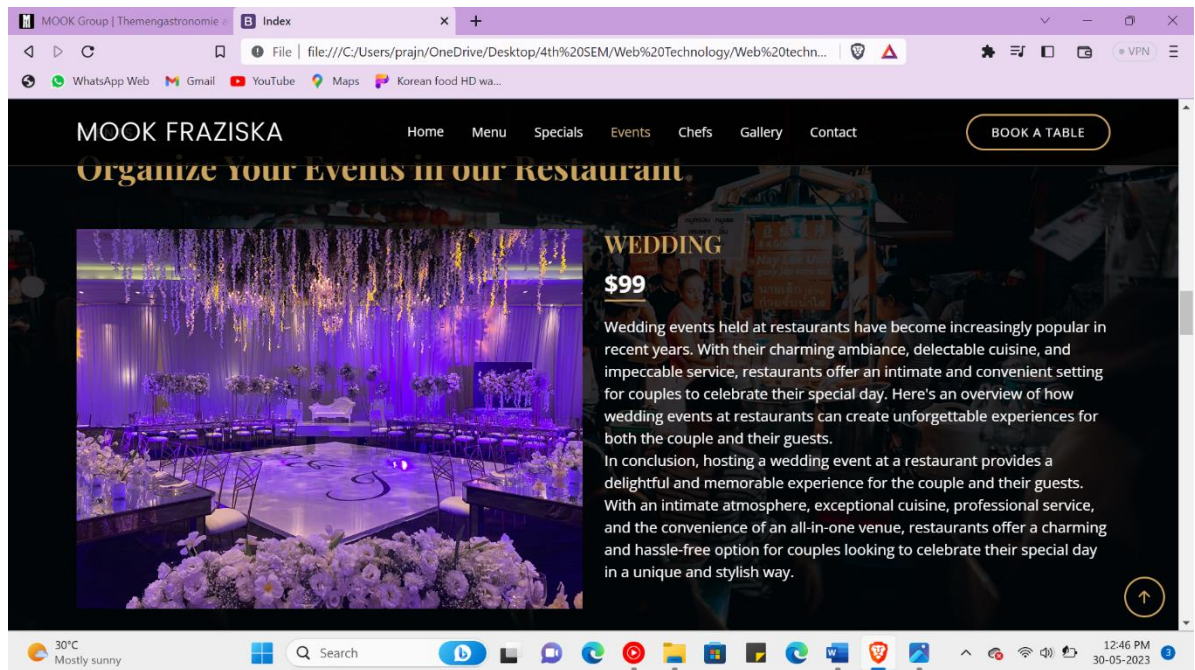 MOOK Group | Themengastronomie
Index
File
file:///C:/Users/prajn/OneDrive/Desktop/4th%20SEM/Web%20Technology/Web%20techn...
VPN
WhatsApp Web
Gmail
YouTube
Maps
Korean food HD wa...
MOOK FRAZISKA
Home
Menu
Specials
Events
Chefs
Gallery
Contact
BOOK A TABLE
Organize Your Events in our Restaurant
WEDDING
$99
Wedding events held at restaurants have become increasingly popular in
recent years. With their charming ambiance, delectable cuisine, and
impeccable service, restaurants offer an intimate and convenient setting
for couples to celebrate their special day. Here's an overview of how
wedding events at restaurants can create unforgettable experiences for
both the couple and their guests.
In conclusion, hosting a wedding event at a restaurant provides a
delightful and memorable experience for the couple and their guests.
With an intimate atmosphere, exceptional cuisine, professional service,
and the convenience of an all-in-one venue, restaurants offer a charming
and hassle-free option for couples looking to celebrate their special day
in a unique and stylish way.
30°C
Mostly sunny
Search
12:46 PM
30-05-2023
3